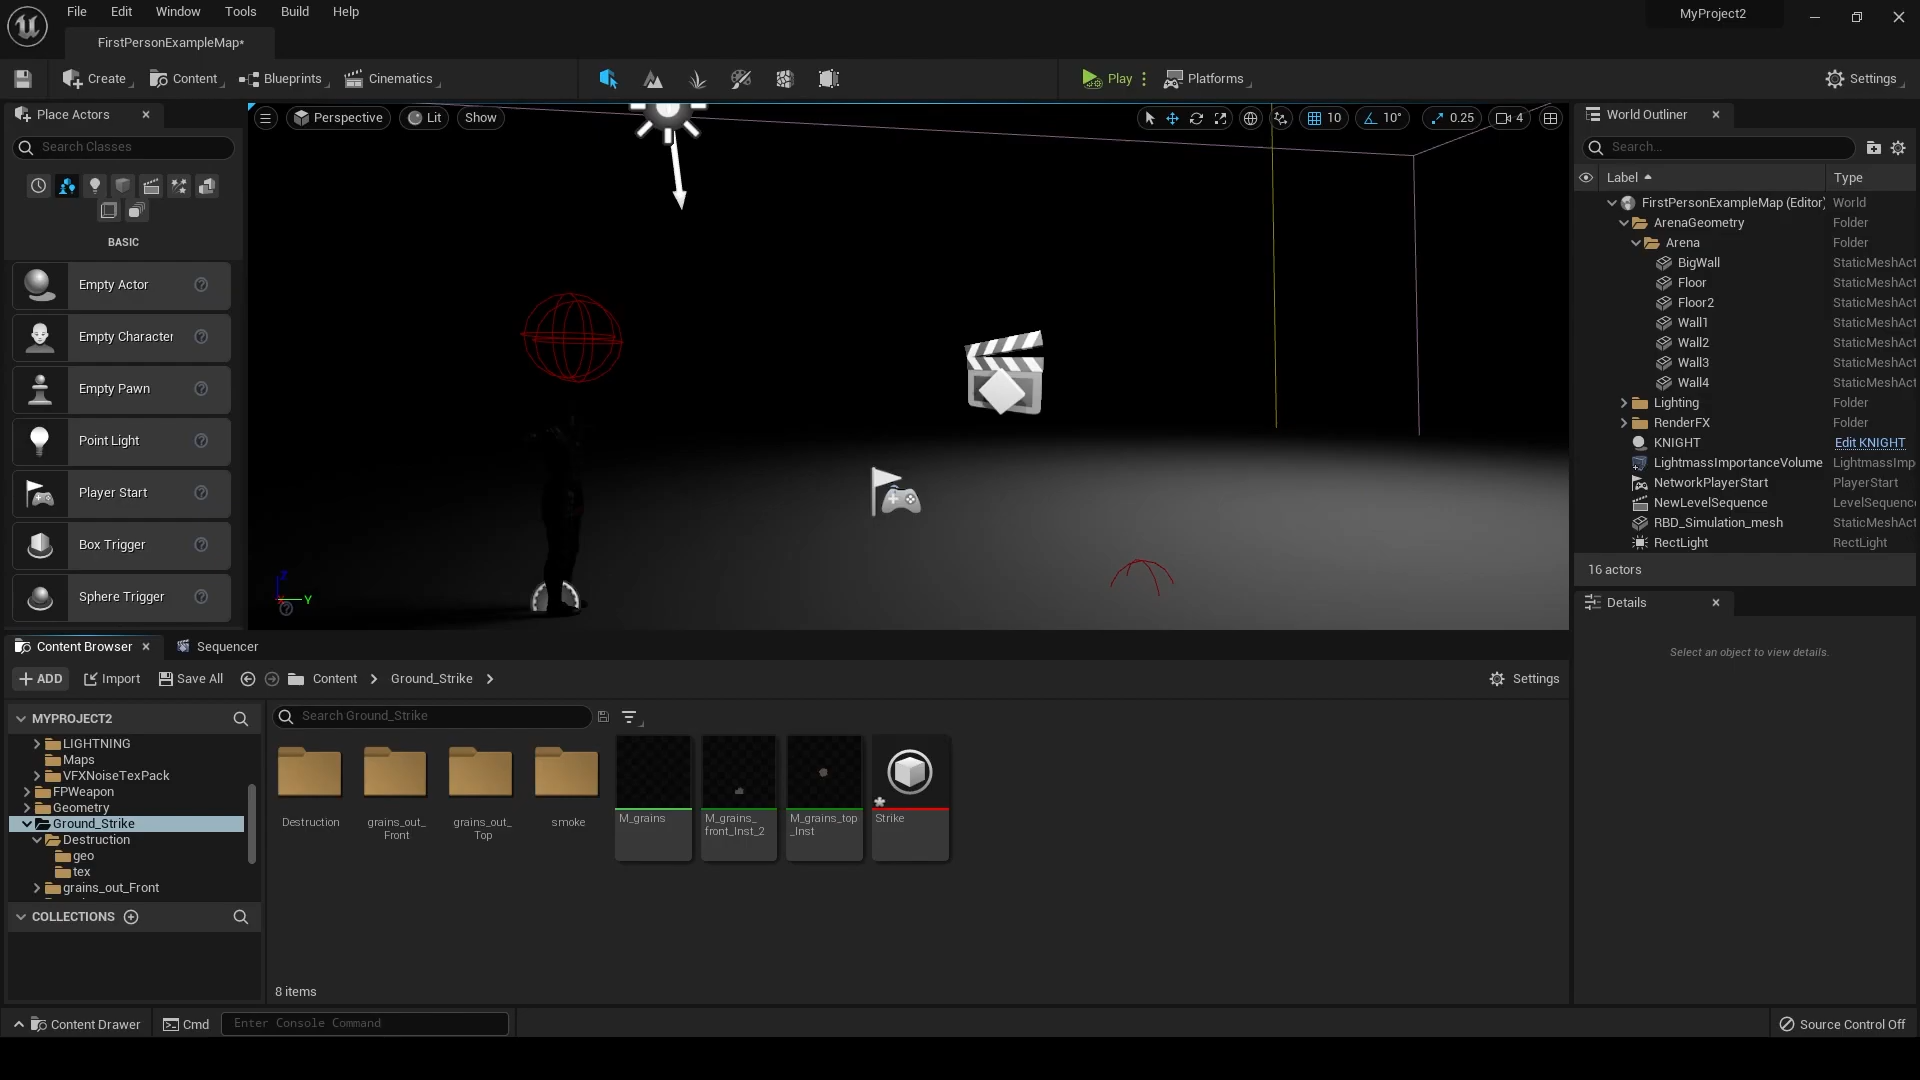 File Edit Window Tools Build Help
MyProject2
FirstPersonExampleMap*
Create Content Blueprints Cinematics Play Platforms Settings
Place Actors
Search Classes
BASIC
Empty Actor
Empty Character
Empty Pawn
Point Light
Player Start
Box Trigger
Sphere Trigger
Perspective Lit Show 10 10° 0.25 4
Z
Y
World Outliner
Search...
Label Type
FirstPersonExampleMap (Editor) World
ArenaGeometry Folder
Arena Folder
BigWall StaticMeshAct
Floor StaticMeshAct
Floor2 StaticMeshAct
Wall1 StaticMeshAct
Wall2 StaticMeshAct
Wall3 StaticMeshAct
Wall4 StaticMeshAct
Lighting Folder
RenderFX Folder
KNIGHT Edit KNIGHT
LightmassImportanceVolume LightmassImp
NetworkPlayerStart PlayerStart
NewLevelSequence LevelSequence
RBD_Simulation_mesh StaticMeshAct
RectLight RectLight
16 actors
Details
Select an object to view details.
Content Browser Sequencer
ADD Import Save All Content Ground_Strike Settings
MYPROJECT2
LIGHTNING
Maps
VFXNoiseTexPack
FPWeapon
Geometry
Ground_Strike
Destruction
geo
tex
grains_out_Front
COLLECTIONS
Search Ground_Strike
Destruction
grains_out_
Front
grains_out_
Top
smoke
M_grains
M_grains_
front_Inst_2
M_grains_top
_Inst
Strike
8 items
Content Drawer Cmd Enter Console Command Source Control Off